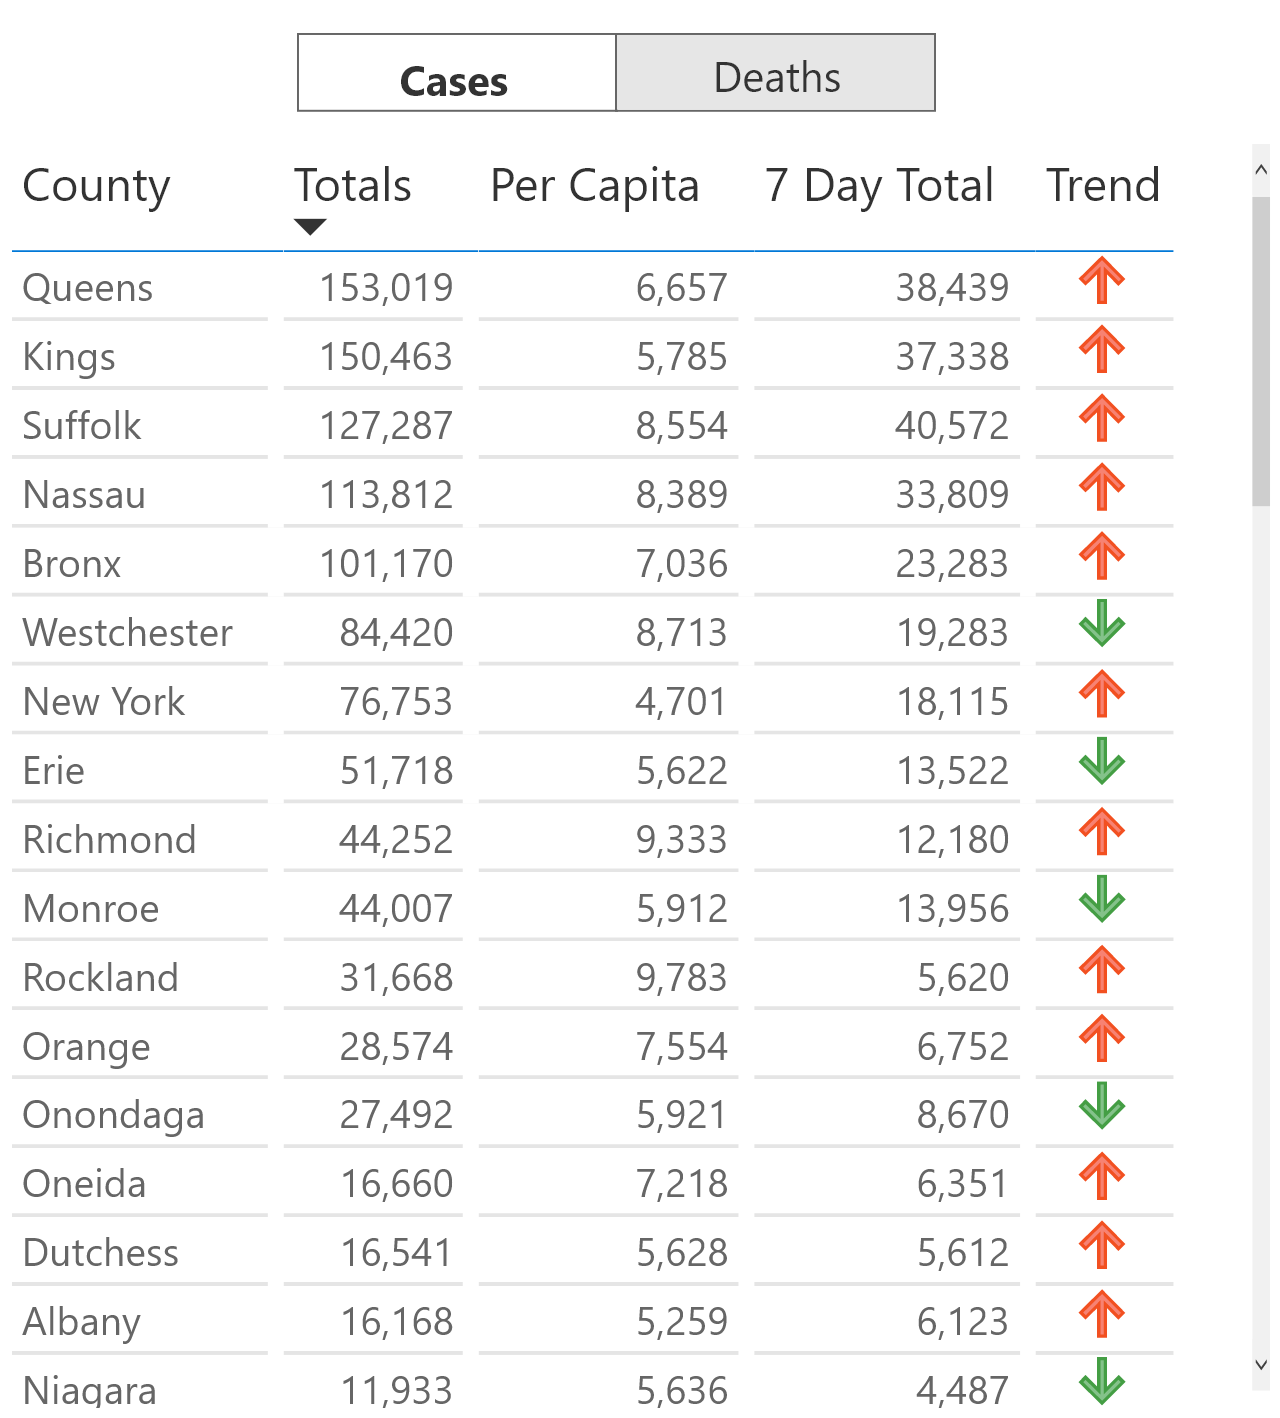 Cases Deaths
County Totals Per Capita 7 Day Total Trend
Queens 153,019 6,657 38,439
Kings 150,463 5,785 37,338
Suffolk 127,287 8,554 40,572
Nassau 113,812 8,389 33,809
Bronx 101,170 7,036 23,283
Westchester 84,420 8,713 19,283
New York 76,753 4,701 18,115
Erie 51,718 5,622 13,522
Richmond 44,252 9,333 12,180
Monroe 44,007 5,912 13,956
Rockland 31,668 9,783 5,620
Orange 28,574 7,554 6,752
Onondaga 27,492 5,921 8,670
Oneida 16,660 7,218 6,351
Dutchess 16,541 5,628 5,612
Albany 16,168 5,259 6,123
Niagara 11,933 5,636 4,487